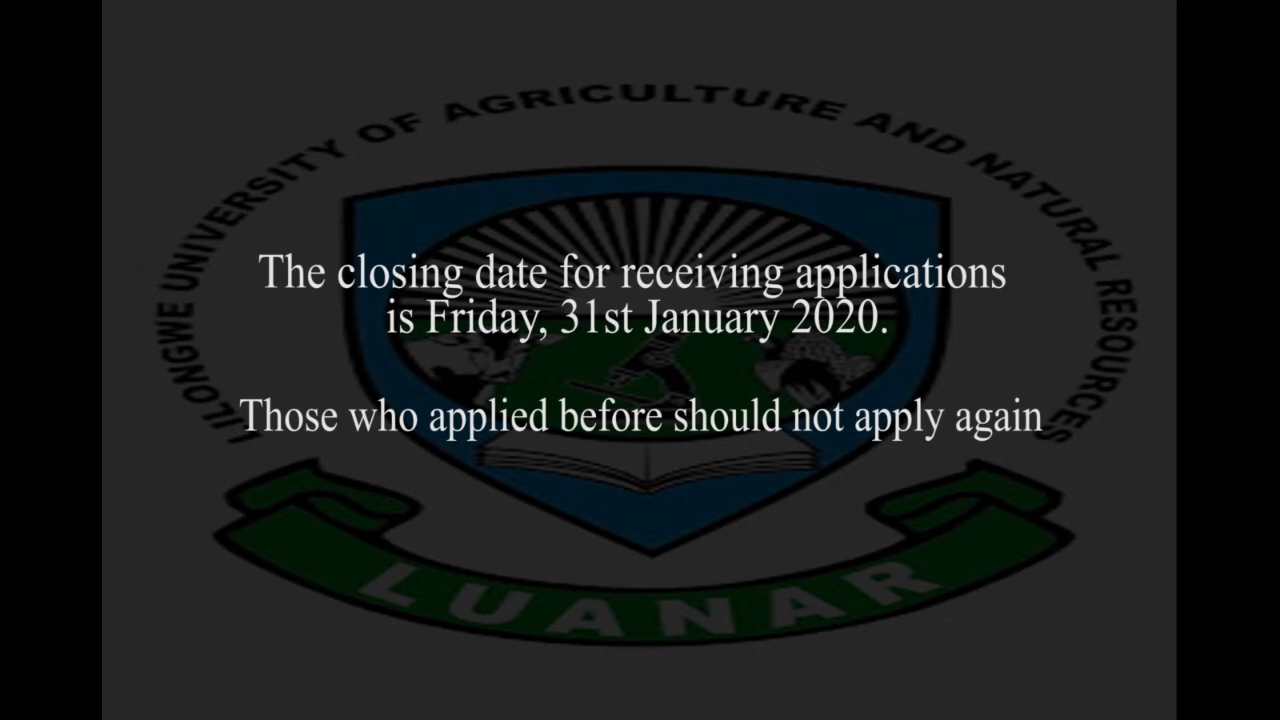 LILONGWE UNIVERSITY OF AGRICULTURE AND NATURAL RESOURCES
The closing date for receiving applications
is Friday, 31st January 2020.
Those who applied before should not apply again
LUANAR